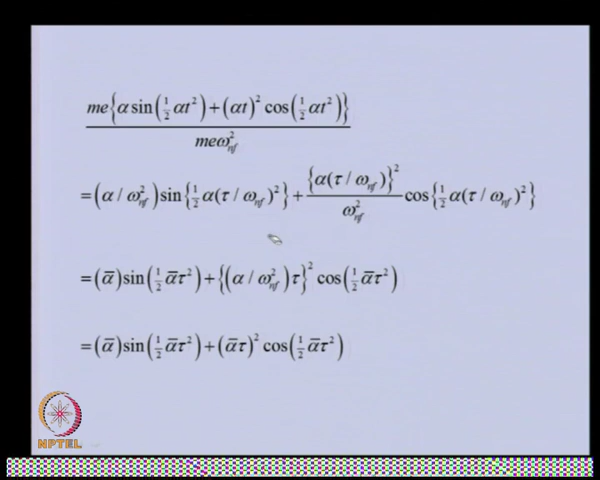 me{α sin(½αt²)+(αt)² cos(½αt²)}
meω²nf
=(α/ω²nf) sin{½α(τ/ωnf)²}+{α(τ/ωnf)}²/ω²nf cos{½α(τ/ωnf)²}
=(ᾱ) sin(½ᾱτ²)+{(α/ω²nf)τ}² cos(½ᾱτ²)
=(ᾱ) sin(½ᾱτ²)+(ᾱτ)² cos(½ᾱτ²)
NPTEL